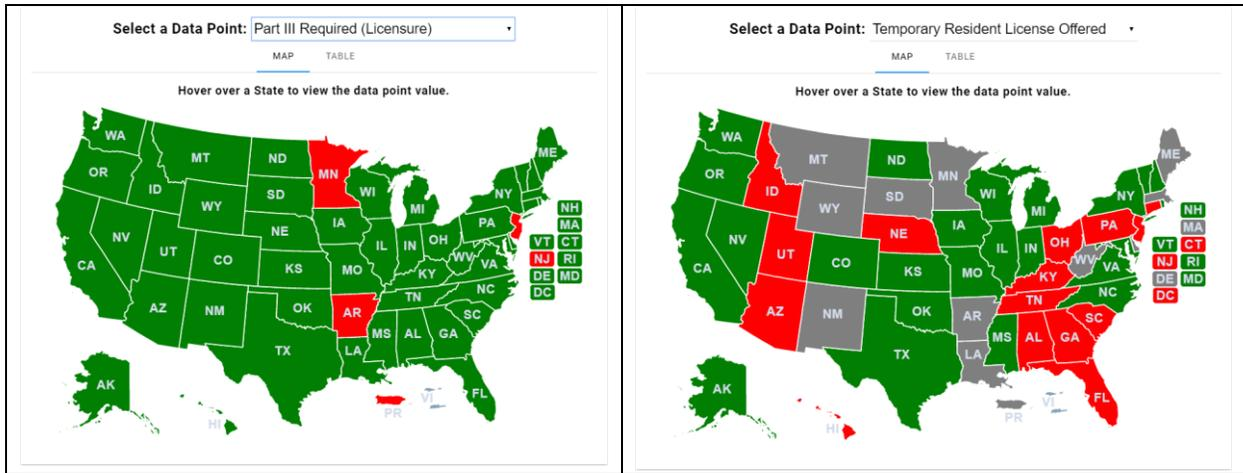 Select a Data Point: Part III Required (Licensure)
MAP TABLE
Hover over a State to view the data point value.
WA
MT
ND
MN
ME
OR
ID
SD
WI
NY
WY
MI
IA
PA
NH
NE
MA
NV
IL
IN
OH
VT CT
UT
CO
NJ RI
CA
KS
MO
WV
VA
DE MD
KY
DC
NC
TN
AZ
NM
OK
AR
SC
MS
AL
GA
TX
LA
AK
FL
HI
PR
VI
Select a Data Point: Temporary Resident License Offered
MAP TABLE
Hover over a State to view the data point value.
WA
MT
ND
MN
ME
OR
ID
SD
WI
NY
WY
MI
IA
PA
NH
NE
MA
NV
IL
IN
OH
VT CT
UT
CO
NJ RI
CA
KS
MO
WV
VA
DE MD
KY
DC
NC
TN
AZ
NM
OK
AR
SC
MS
AL
GA
TX
LA
AK
FL
HI
PR
VI